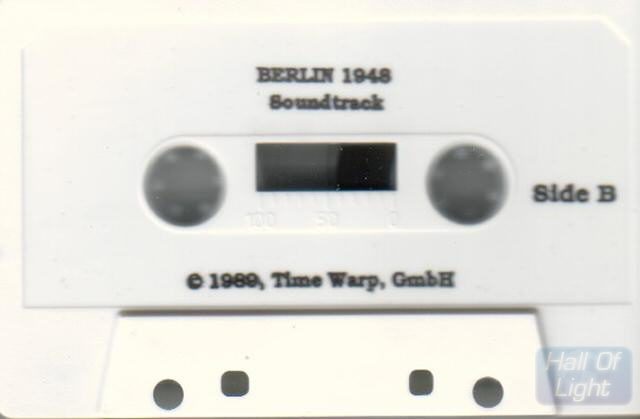 BERLIN 1948
Soundtrack
Side B
100 50 0
© 1989, Time Warp, GmbH
Hall Of
Light